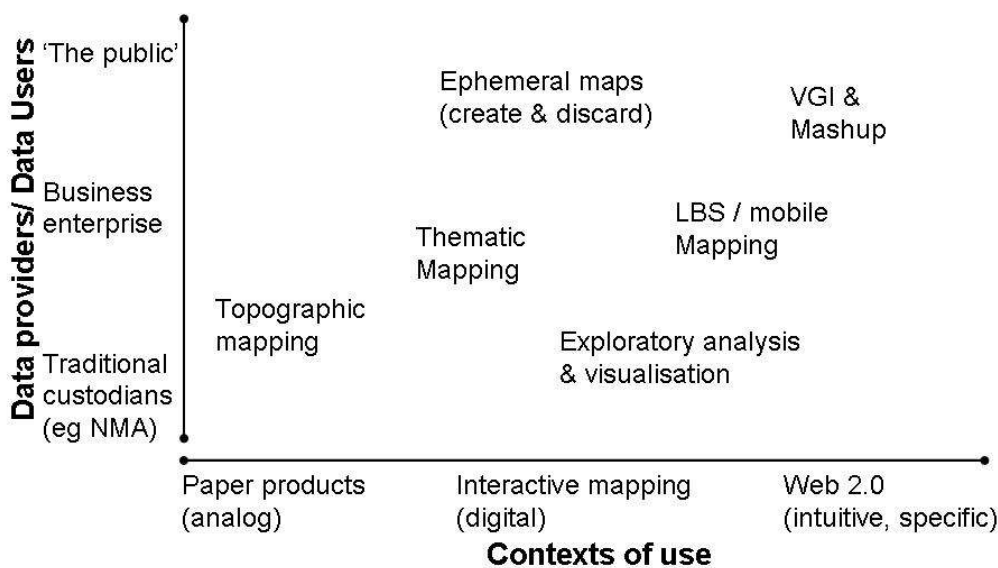 Data providers/ Data Users
'The public'
Business
enterprise
Traditional
custodians
(eg NMA)
Ephemeral maps
(create & discard)
VGI &
Mashup
LBS / mobile
Mapping
Thematic
Mapping
Topographic
mapping
Exploratory analysis
& visualisation
Paper products
(analog)
Interactive mapping
(digital)
Web 2.0
(intuitive, specific)
Contexts of use